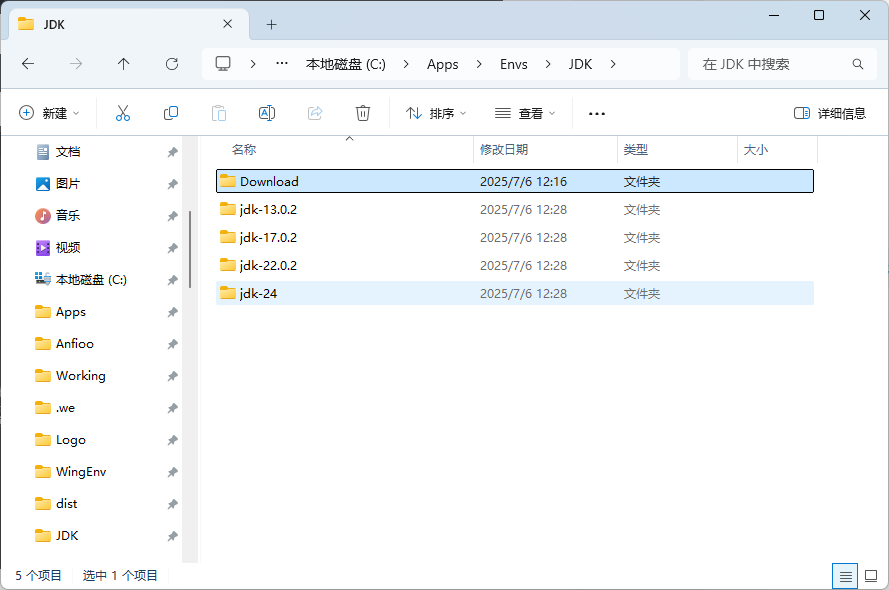 JDK
本地磁盘 (C:) Apps Envs JDK
在 JDK 中搜索
新建 排序 查看 详细信息
名称 修改日期 类型 大小
文档
图片
音乐
视频
本地磁盘 (C:)
Apps
Anfioo
Working
.we
Logo
WingEnv
dist
JDK
Download 2025/7/6 12:16 文件夹
jdk-13.0.2 2025/7/6 12:28 文件夹
jdk-17.0.2 2025/7/6 12:28 文件夹
jdk-22.0.2 2025/7/6 12:28 文件夹
jdk-24 2025/7/6 12:28 文件夹
5 个项目 选中 1 个项目